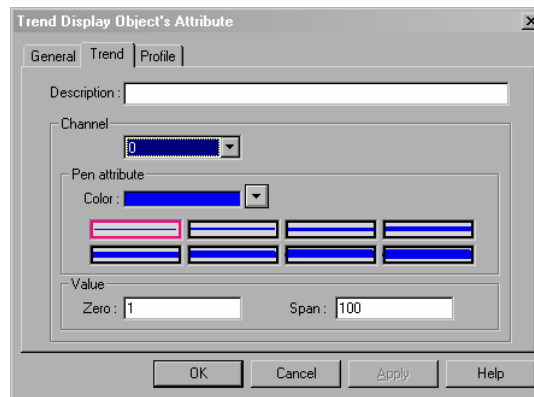 Trend Display Object's Attribute
General Trend Profile
Description :
Channel
0
Pen attribute
Color :
Value
Zero : 1 Span : 100
OK Cancel Apply Help